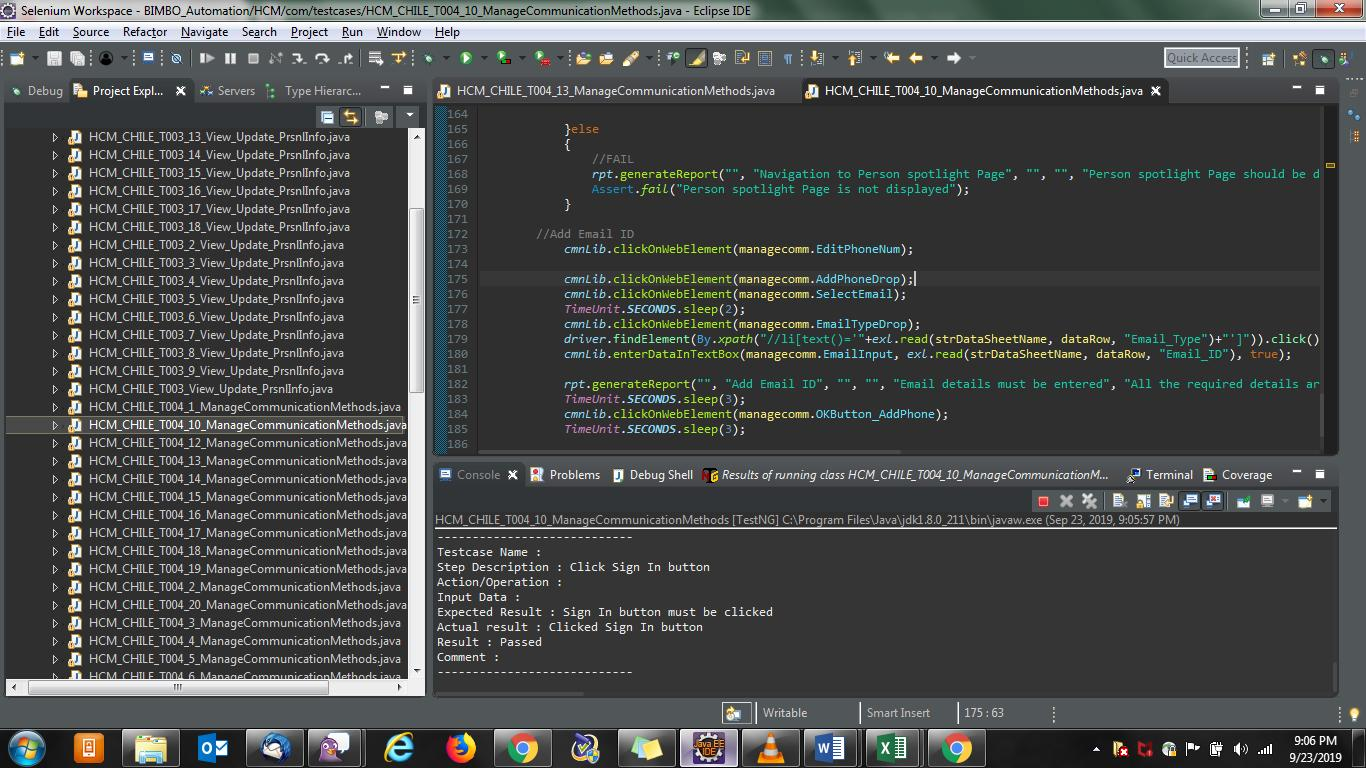 Selenium Workspace - BIMBO_Automation/HCM/com/testcases/HCM_CHILE_T004_10_ManageCommunicationMethods.java - Eclipse IDE
File Edit Source Refactor Navigate Search Project Run Window Help
Quick Access
Debug Project Expl... Servers Type Hierarc...
HCM_CHILE_T003_13_View_Update_PrsnlInfo.java
HCM_CHILE_T003_14_View_Update_PrsnlInfo.java
HCM_CHILE_T003_15_View_Update_PrsnlInfo.java
HCM_CHILE_T003_16_View_Update_PrsnlInfo.java
HCM_CHILE_T003_17_View_Update_PrsnlInfo.java
HCM_CHILE_T003_18_View_Update_PrsnlInfo.java
HCM_CHILE_T003_2_View_Update_PrsnlInfo.java
HCM_CHILE_T003_3_View_Update_PrsnlInfo.java
HCM_CHILE_T003_4_View_Update_PrsnlInfo.java
HCM_CHILE_T003_5_View_Update_PrsnlInfo.java
HCM_CHILE_T003_6_View_Update_PrsnlInfo.java
HCM_CHILE_T003_7_View_Update_PrsnlInfo.java
HCM_CHILE_T003_8_View_Update_PrsnlInfo.java
HCM_CHILE_T003_9_View_Update_PrsnlInfo.java
HCM_CHILE_T003_View_Update_PrsnlInfo.java
HCM_CHILE_T004_1_ManageCommunicationMethods.java
HCM_CHILE_T004_10_ManageCommunicationMethods.java
HCM_CHILE_T004_12_ManageCommunicationMethods.java
HCM_CHILE_T004_13_ManageCommunicationMethods.java
HCM_CHILE_T004_14_ManageCommunicationMethods.java
HCM_CHILE_T004_15_ManageCommunicationMethods.java
HCM_CHILE_T004_16_ManageCommunicationMethods.java
HCM_CHILE_T004_17_ManageCommunicationMethods.java
HCM_CHILE_T004_18_ManageCommunicationMethods.java
HCM_CHILE_T004_19_ManageCommunicationMethods.java
HCM_CHILE_T004_2_ManageCommunicationMethods.java
HCM_CHILE_T004_20_ManageCommunicationMethods.java
HCM_CHILE_T004_3_ManageCommunicationMethods.java
HCM_CHILE_T004_4_ManageCommunicationMethods.java
HCM_CHILE_T004_5_ManageCommunicationMethods.java
HCM_CHILE_T004_6_ManageCommunicationMethods.java
HCM_CHILE_T004_13_ManageCommunicationMethods.java HCM_CHILE_T004_10_ManageCommunicationMethods.java
164
165 }else
166 {
167 //FAIL
168 rpt.generateReport("", "Navigation to Person spotlight Page", "", "", "Person spotlight Page should be d
169 Assert.fail("Person spotlight Page is not displayed");
170 }
171
172 //Add Email ID
173 cmnLib.clickOnWebElement(managecomm.EditPhoneNum);
174
175 cmnLib.clickOnWebElement(managecomm.AddPhoneDrop);
176 cmnLib.clickOnWebElement(managecomm.SelectEmail);
177 TimeUnit.SECONDS.sleep(2);
178 cmnLib.clickOnWebElement(managecomm.EmailTypeDrop);
179 driver.findElement(By.xpath("//li[text()='"+exl.read(strDataSheetName, dataRow, "Email_Type")+"']")).click()
180 cmnLib.enterDataInTextBox(managecomm.EmailInput, exl.read(strDataSheetName, dataRow, "Email_ID"), true);
181
182 rpt.generateReport("", "Add Email ID", "", "", "Email details must be entered", "All the required details ar
183 TimeUnit.SECONDS.sleep(3);
184 cmnLib.clickOnWebElement(managecomm.OKButton_AddPhone);
185 TimeUnit.SECONDS.sleep(3);
186
Console Problems Debug Shell Results of running class HCM_CHILE_T004_10_ManageCommunicationM... Terminal Coverage
HCM_CHILE_T004_10_ManageCommunicationMethods [TestNG] C:\Program Files\Java\jdk1.8.0_211\bin\javaw.exe (Sep 23, 2019, 9:05:57 PM)
----------------------------
Testcase Name :
Step Description : Click Sign In button
Action/Operation :
Input Data :
Expected Result : Sign In button must be clicked
Actual result : Clicked Sign In button
Result : Passed
Comment :
----------------------------
Writable Smart Insert 175 : 63
Java EE
IDE
9:06 PM
9/23/2019